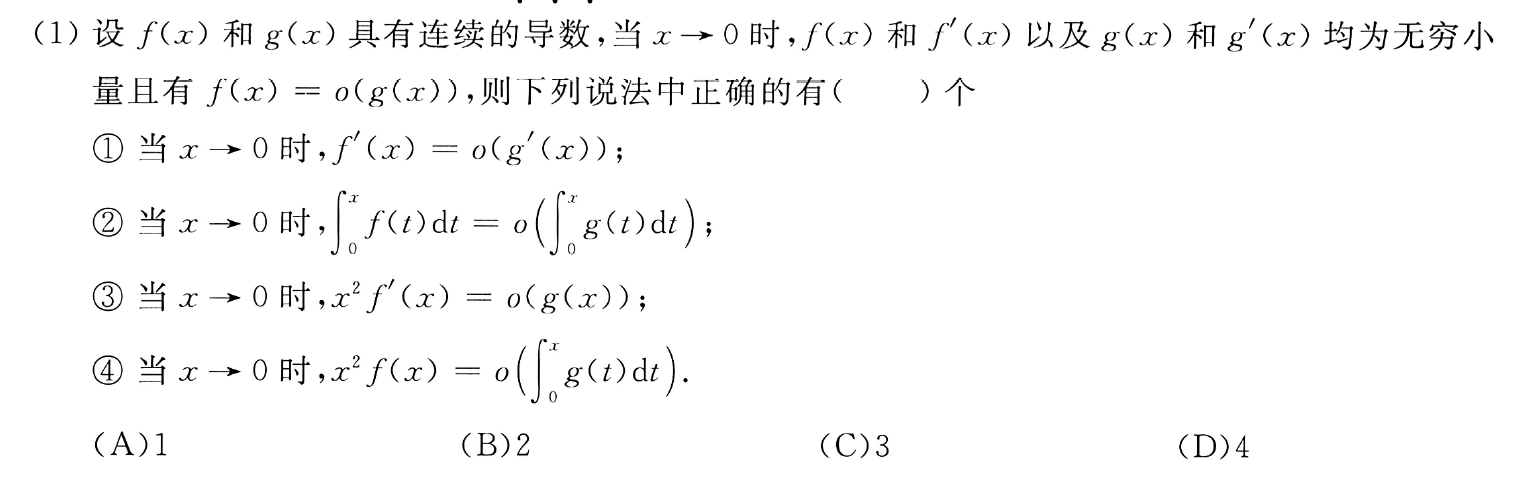 (1) 设 f(x) 和 g(x) 具有连续的导数,当 x → 0 时, f(x) 和 f′(x) 以及 g(x) 和 g′(x) 均为无穷小
量且有 f(x) = o(g(x)),则下列说法中正确的有(  ) 个
① 当 x → 0 时, f′(x) = o(g′(x));
② 当 x → 0 时, ∫₀ˣ f(t)dt = o(∫₀ˣ g(t)dt);
③ 当 x → 0 时, x² f′(x) = o(g(x));
④ 当 x → 0 时, x² f(x) = o(∫₀ˣ g(t)dt).
(A)1 (B)2 (C)3 (D)4